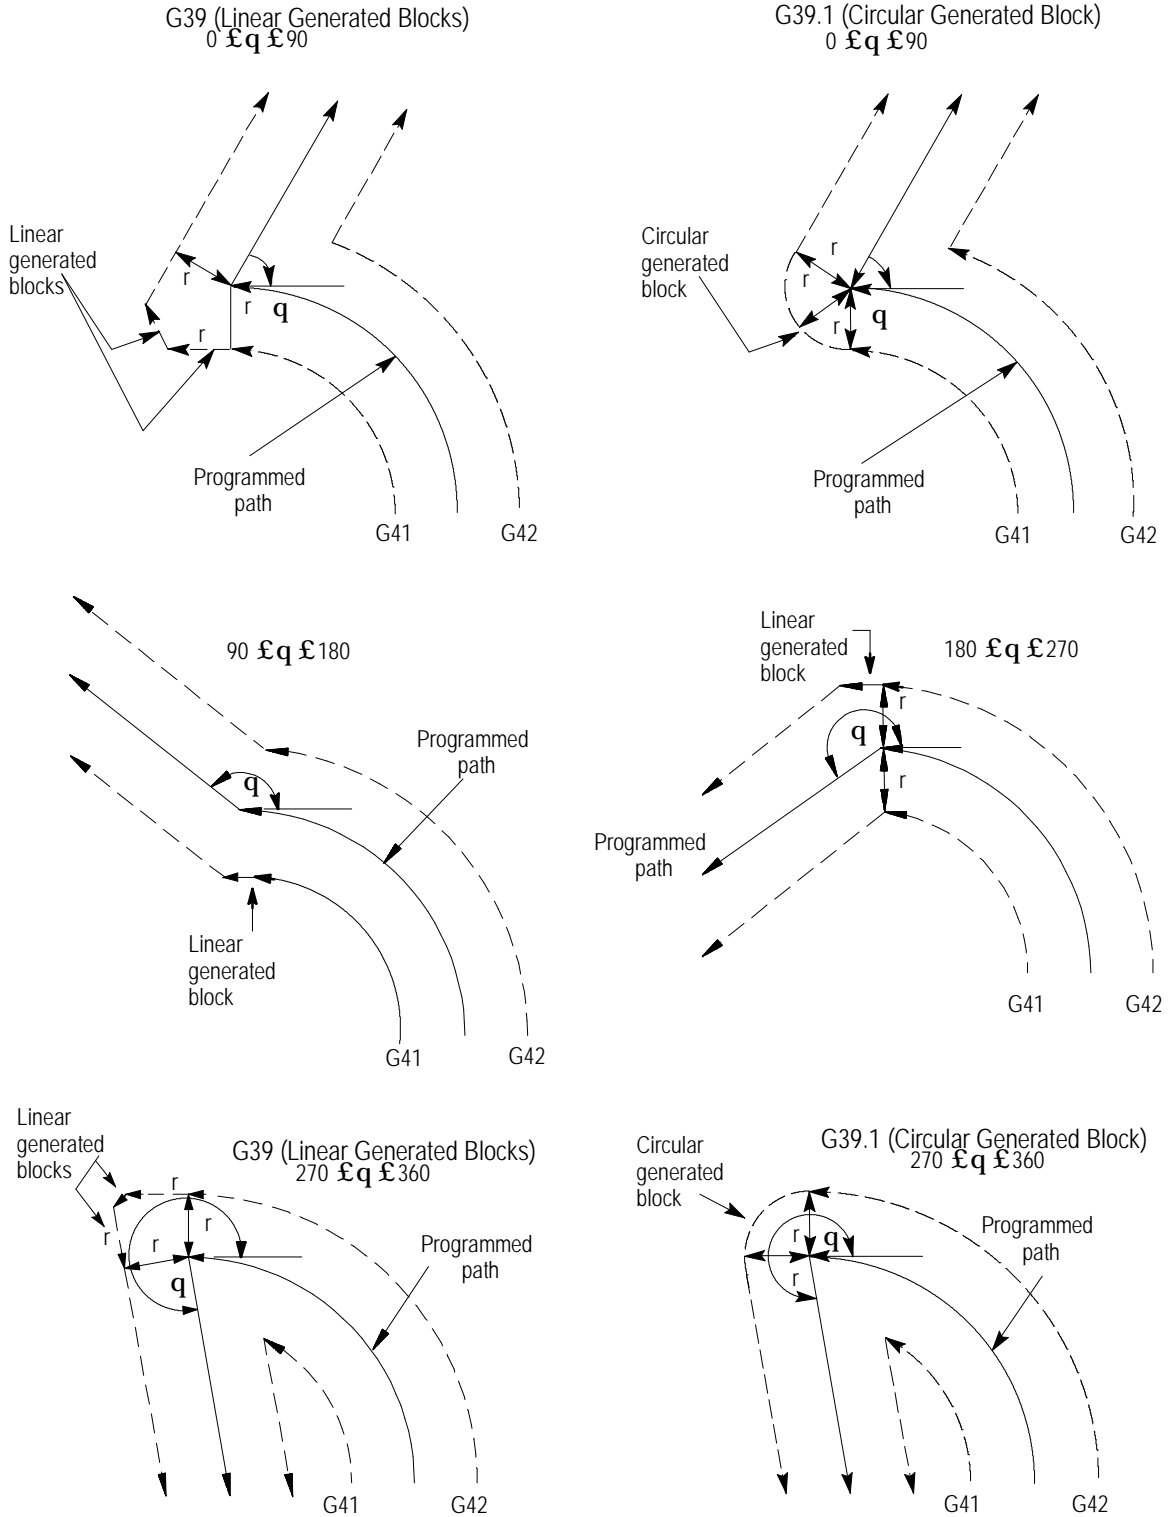 G39 (Linear Generated Blocks)
0 £q £90
Linear
generated
blocks
r
r
q
r
Programmed
path
G41
G42
G39.1 (Circular Generated Block)
0 £q £90
Circular
generated
block
r
r
r
q
Programmed
path
G41
G42
90 £q £180
q
Programmed
path
Linear
generated
block
G41
G42
Linear
generated
block
180 £q £270
r
q
r
Programmed
path
G41
G42
Linear
generated
blocks
G39 (Linear Generated Blocks)
270 £q £360
r
r
r
r
q
Programmed
path
G41
G42
Circular
generated
block
G39.1 (Circular Generated Block)
270 £q £360
r
q
r
Programmed
path
G41
G42